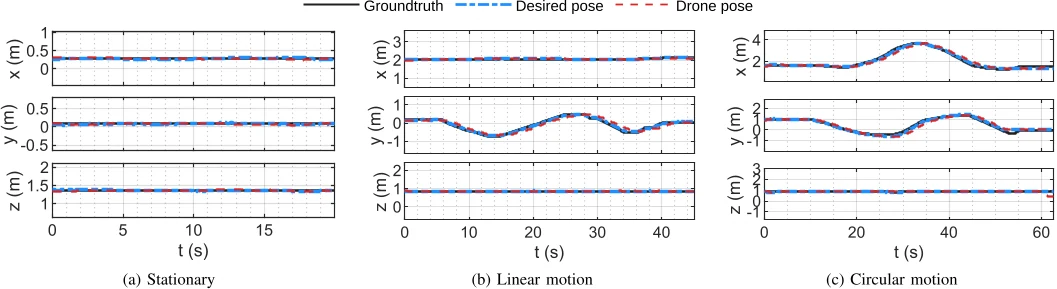 Groundtruth Desired pose Drone pose
x (m)
1
0.5
0
y (m)
0.5
0
-0.5
z (m)
2
1.5
1
0 5 10 15
t (s)
(a) Stationary
x (m)
3
2
1
y (m)
1
0
-1
z (m)
2
1
0
0 10 20 30 40
t (s)
(b) Linear motion
x (m)
4
2
y (m)
2
1
0
-1
z (m)
3
2
1
0
-1
0 20 40 60
t (s)
(c) Circular motion